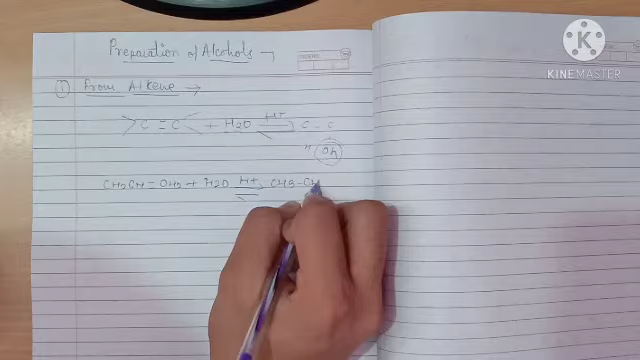 Preparation of Alcohols
KINEMASTER
① From Alkene →
>C = C< + H2O H+ ⇌ C - C
H OH
CH3CH = CH2 + H2O H+ ⇌ CH3-CH